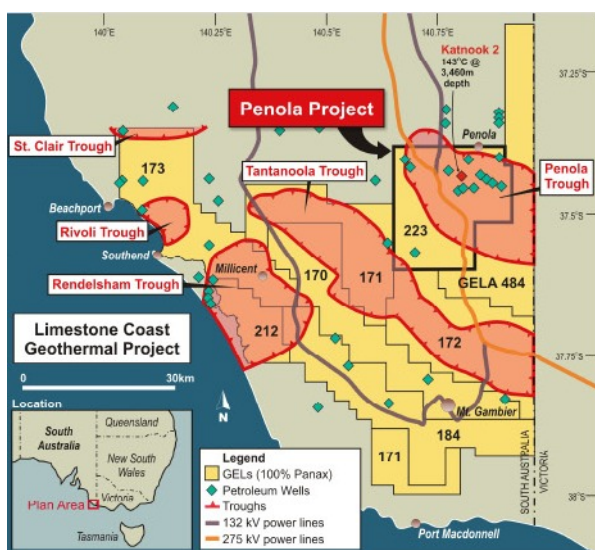 140°E
140.25°E
140.5°E
140.75°E
37.25°S
37.5°S
37.75°S
38°S
Katnook 2
143°C @
3,460m
depth
Penola Project
Penola
St. Clair Trough
Tantanoola Trough
Penola
Trough
173
Beachport
Rivoli Trough
223
Southend
170
171
GELA 484
Millicent
Rendelsham Trough
212
172
Limestone Coast
Geothermal Project
0
30km
N
Mt. Gambier
184
171
SOUTH AUSTRALIA
VICTORIA
Location
South
Australia
Queensland
New South
Wales
Victoria
Plan Area
Tasmania
Legend
GELs (100% Panax)
Petroleum Wells
Troughs
132 kV power lines
275 kV power lines
Port Macdonnell